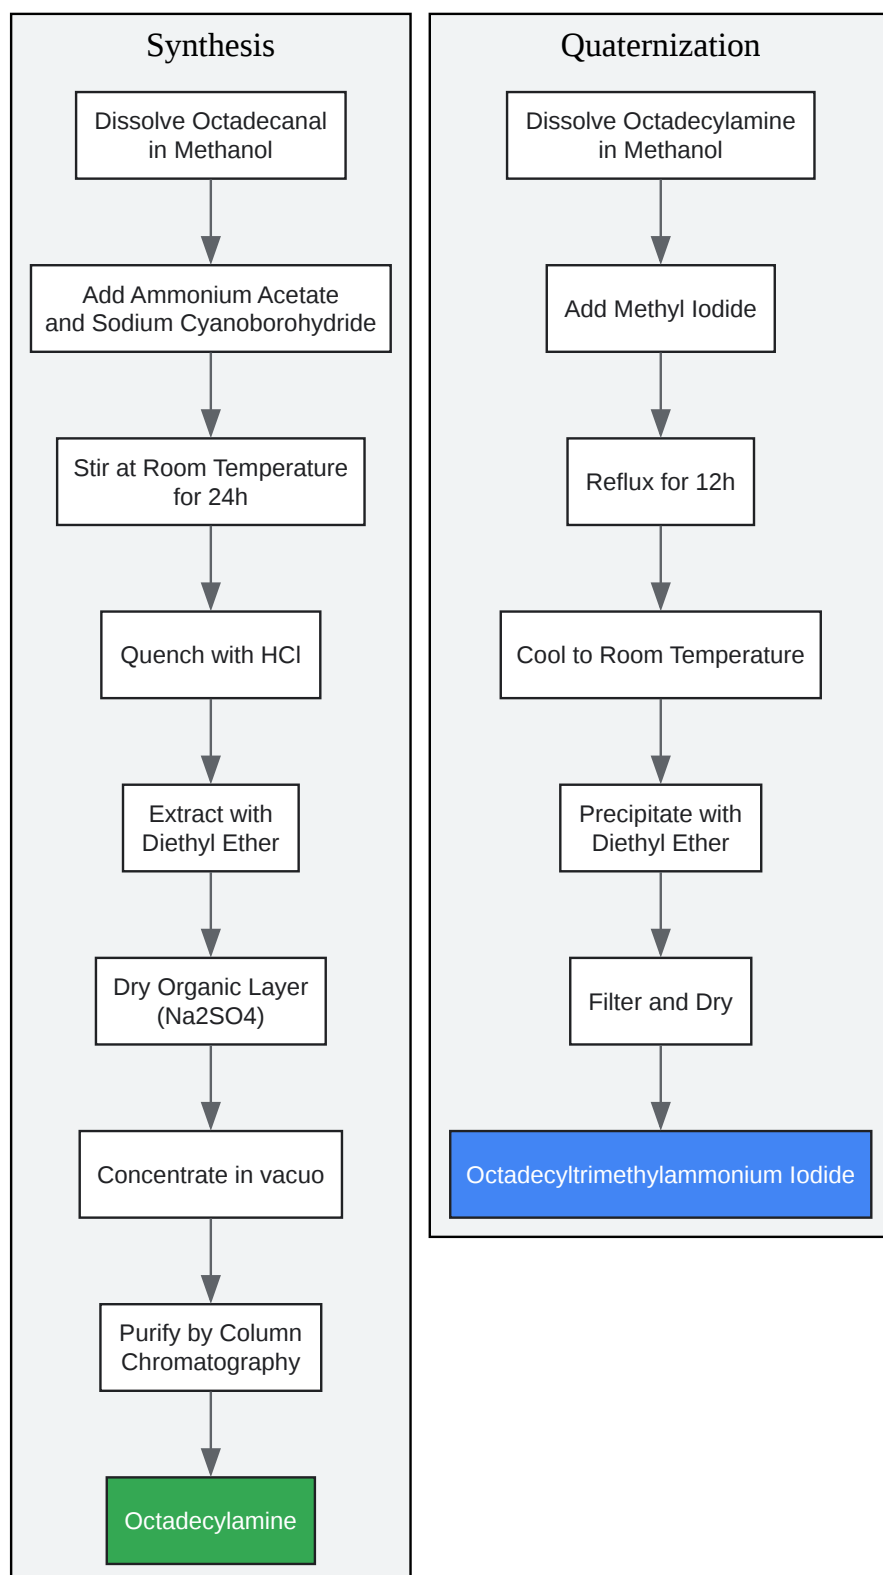 Synthesis
Dissolve Octadecanal
in Methanol
Add Ammonium Acetate
and Sodium Cyanoborohydride
Stir at Room Temperature
for 24h
Quench with HCl
Extract with
Diethyl Ether
Dry Organic Layer
(Na2SO4)
Concentrate in vacuo
Purify by Column
Chromatography
Octadecylamine
Quaternization
Dissolve Octadecylamine
in Methanol
Add Methyl Iodide
Reflux for 12h
Cool to Room Temperature
Precipitate with
Diethyl Ether
Filter and Dry
Octadecyltrimethylammonium Iodide